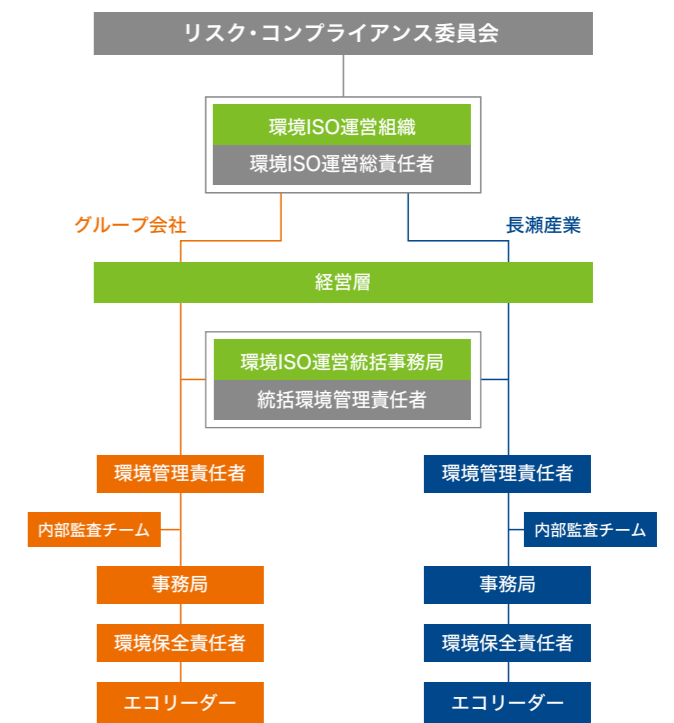 リスク・コンプライアンス委員会
環境ISO運営組織
環境ISO運営総責任者
グループ会社
長瀬産業
経営層
環境ISO運営統括事務局
統括環境管理責任者
環境管理責任者
環境管理責任者
内部監査チーム
内部監査チーム
事務局
事務局
環境保全責任者
環境保全責任者
エコリーダー
エコリーダー